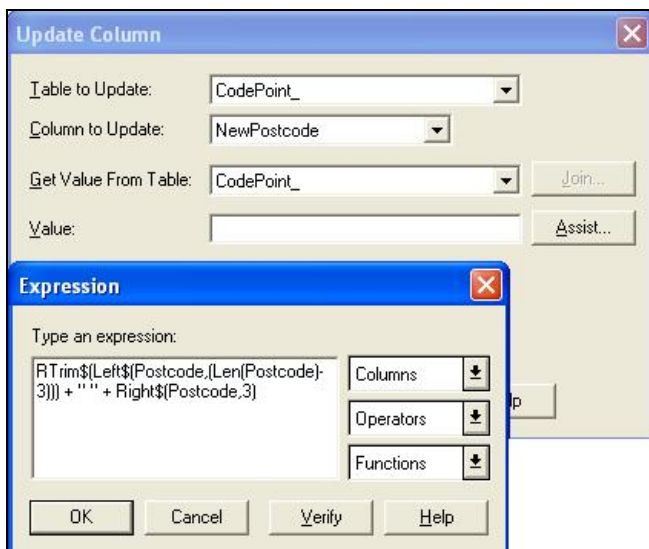 Update Column
Table to Update: CodePoint_
Column to Update: NewPostcode
Get Value From Table: CodePoint_ Join...
Value: Assist...
Expression
Type an expression:
RTrim$(Left$(Postcode,(Len(Postcode)-
3))) + " " + Right$(Postcode,3)
Columns
Operators
Functions
lp
OK Cancel Verify Help